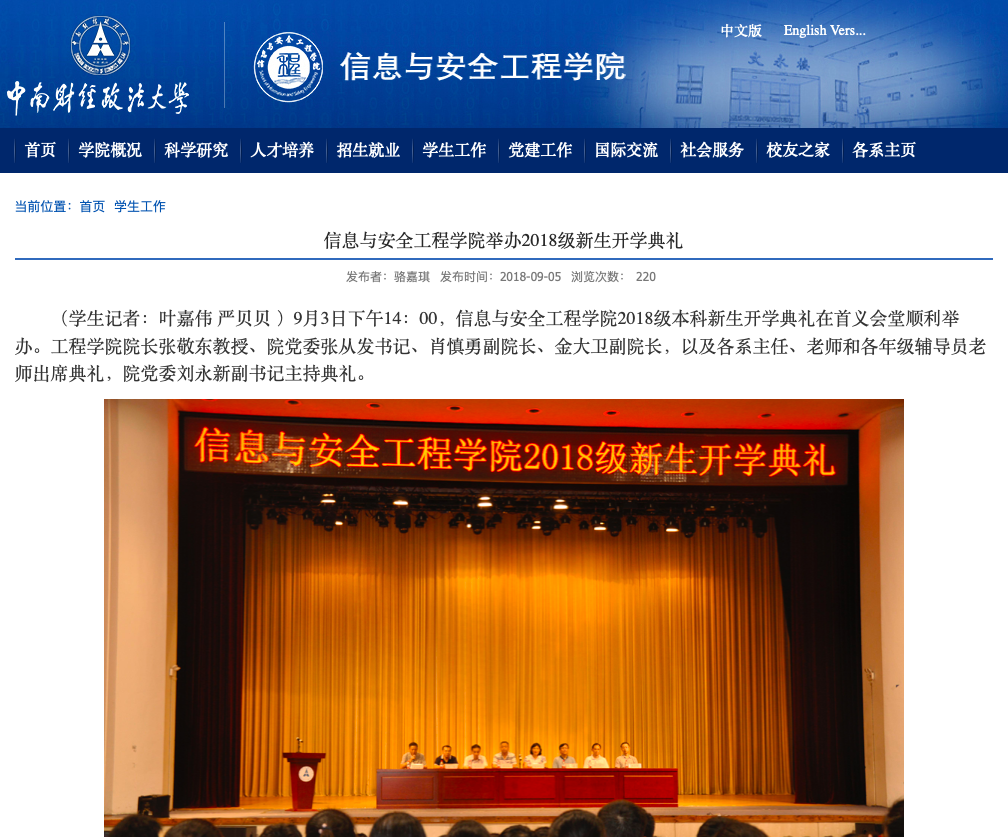 中文版 English Vers...
中南财经政法大学
信息与安全工程学院
首页 学院概况 科学研究 人才培养 招生就业 学生工作 党建工作 国际交流 社会服务 校友之家 各系主页
当前位置：首页 学生工作
信息与安全工程学院举办2018级新生开学典礼
发布者：骆嘉琪 发布时间：2018-09-05 浏览次数： 220
（学生记者：叶嘉伟 严贝贝 ）9月3日下午14：00，信息与安全工程学院2018级本科新生开学典礼在首义会堂顺利举
办。工程学院院长张敬东教授、院党委张从发书记、肖慎勇副院长、金大卫副院长，以及各系主任、老师和各年级辅导员老
师出席典礼，院党委刘永新副书记主持典礼。
信息与安全工程学院2018级新生开学典礼